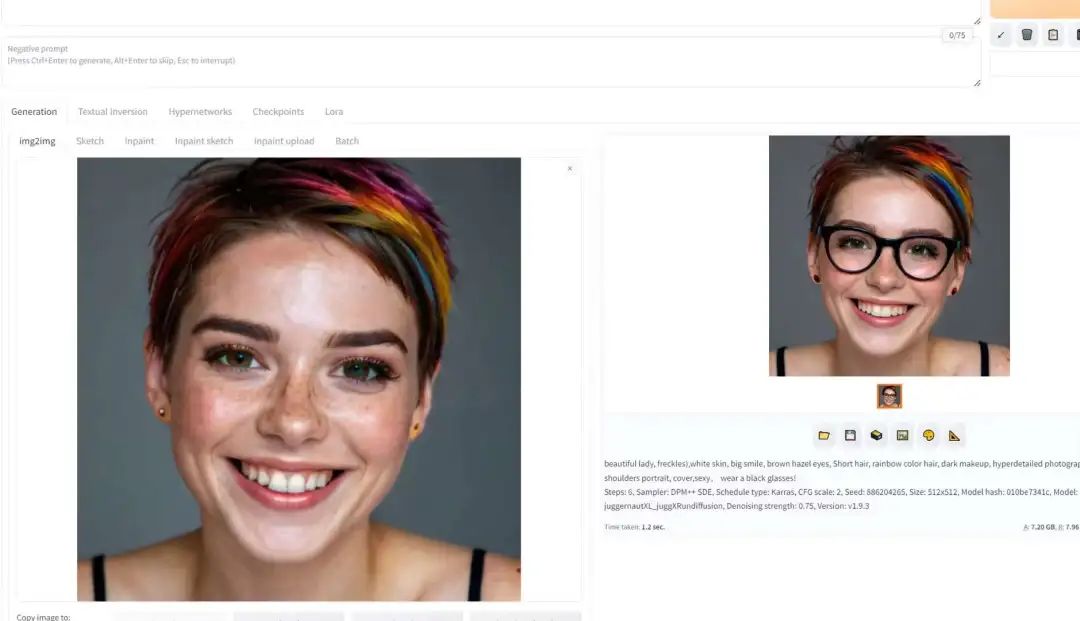 0/75
Negative prompt
(Press Ctrl+Enter to generate, Alt+Enter to skip, Esc to interrupt)
Generation Textual Inversion Hypernetworks Checkpoints Lora
img2img Sketch Inpaint Inpaint sketch Inpaint upload Batch
×
beautiful lady, freckles),white skin, big smile, brown hazel eyes, Short hair, rainbow color hair, dark makeup, hyperdetailed photograp
shoulders portrait, cover,sexy， wear a black glasses!
Steps: 6, Sampler: DPM++ SDE, Schedule type: Karras, CFG scale: 2, Seed: 886204265, Size: 512x512, Model hash: 010be7341c, Model:
juggernautXL_juggXRundiffusion, Denoising strength: 0.75, Version: v1.9.3
Time taken: 1.2 sec.
A: 7.20 GB, R: 7.96
Copy image to: